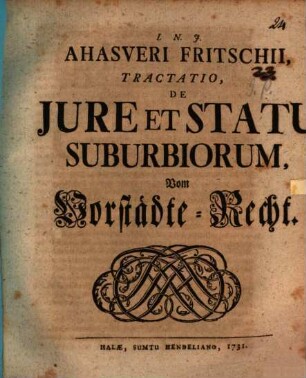 I. N. J.
AHASVERI FRITSCHII,
TRACTATIO,
DE
JURE ET STATU
SUBURBIORUM,
Vom
Vorstädte-Recht.
HALÆ, SUMTU HENDELIANO, 1731.